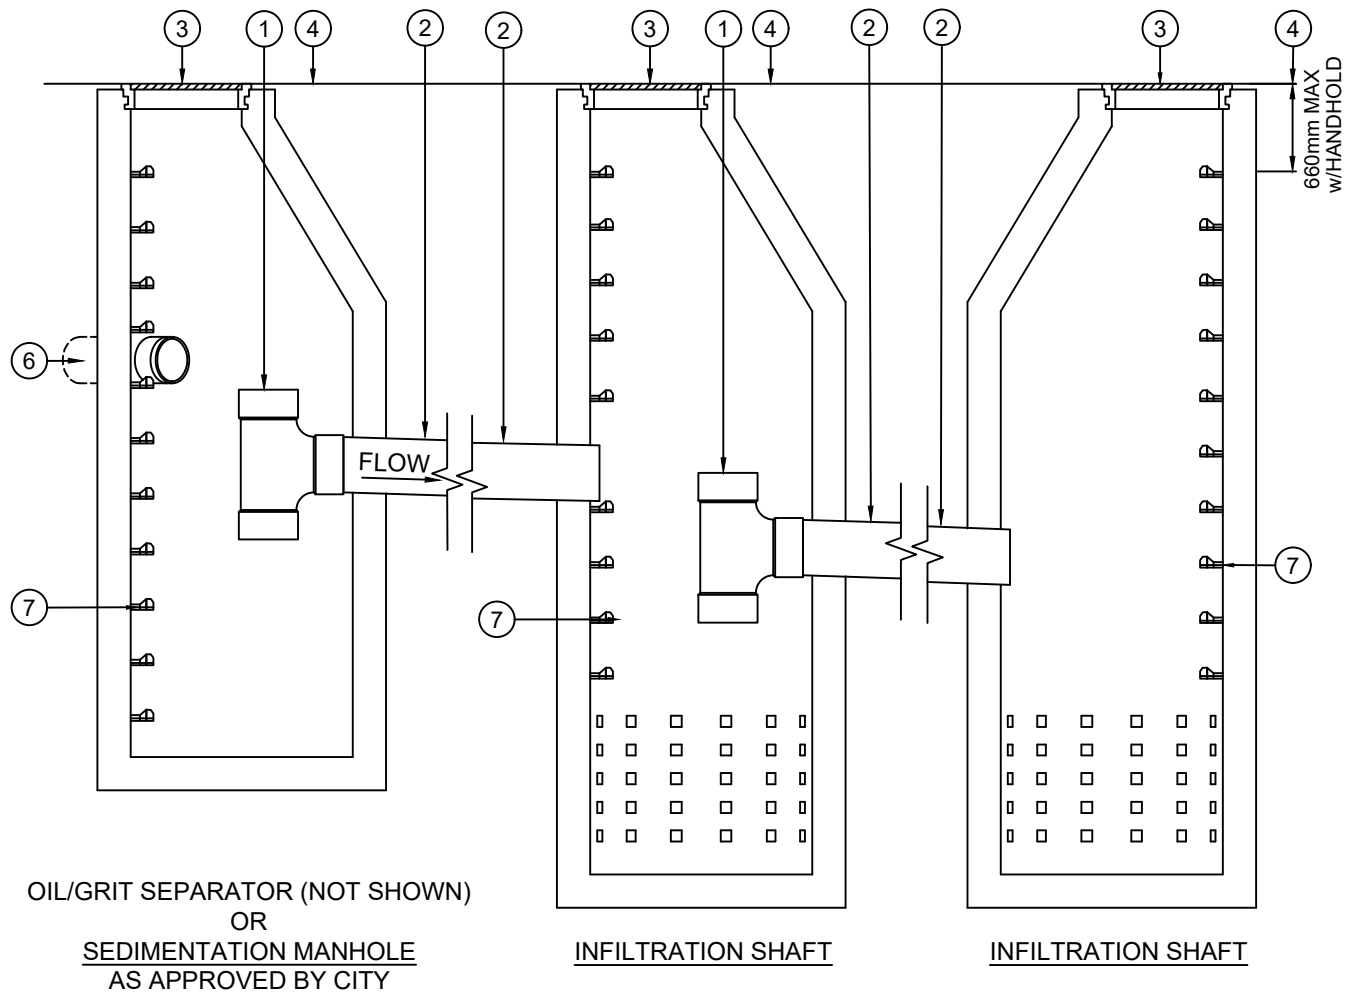 3 1 4 2 2 3 1 4 2 2 3 4
660mm MAX
w/HANDHOLD
6
FLOW
7
7
7
OIL/GRIT SEPARATOR (NOT SHOWN)
OR
SEDIMENTATION MANHOLE
AS APPROVED BY CITY
INFILTRATION SHAFT
INFILTRATION SHAFT